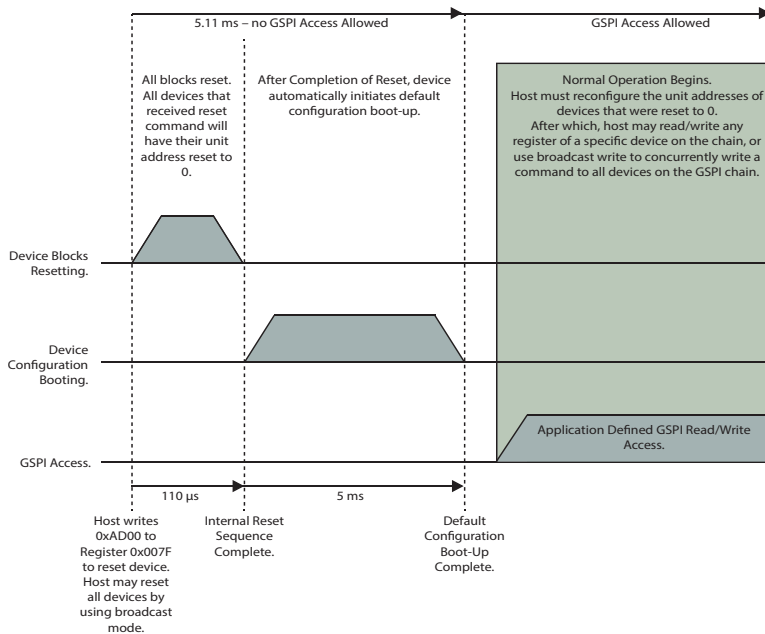 5.11 ms – no GSPI Access Allowed
GSPI Access Allowed
All blocks reset.
All devices that
received reset
command will
have their unit
address reset to
0.
After Completion of Reset, device
automatically initiates default
configuration boot-up.
Normal Operation Begins.
Host must reconfigure the unit addresses of
devices that were reset to 0.
After which, host may read/write any
register of a specific device on the chain, or
use broadcast write to concurrently write a
command to all devices on the GSPI chain.
Device Blocks
Resetting.
Device
Configuration
Booting.
Application Defined GSPI Read/Write
Access.
GSPI Access.
110 μs
5 ms
Host writes
0xAD00 to
Register 0x007F
to reset device.
Host may reset
all devices by
using broadcast
mode.
Internal Reset
Sequence
Complete.
Default
Configuration
Boot-Up
Complete.